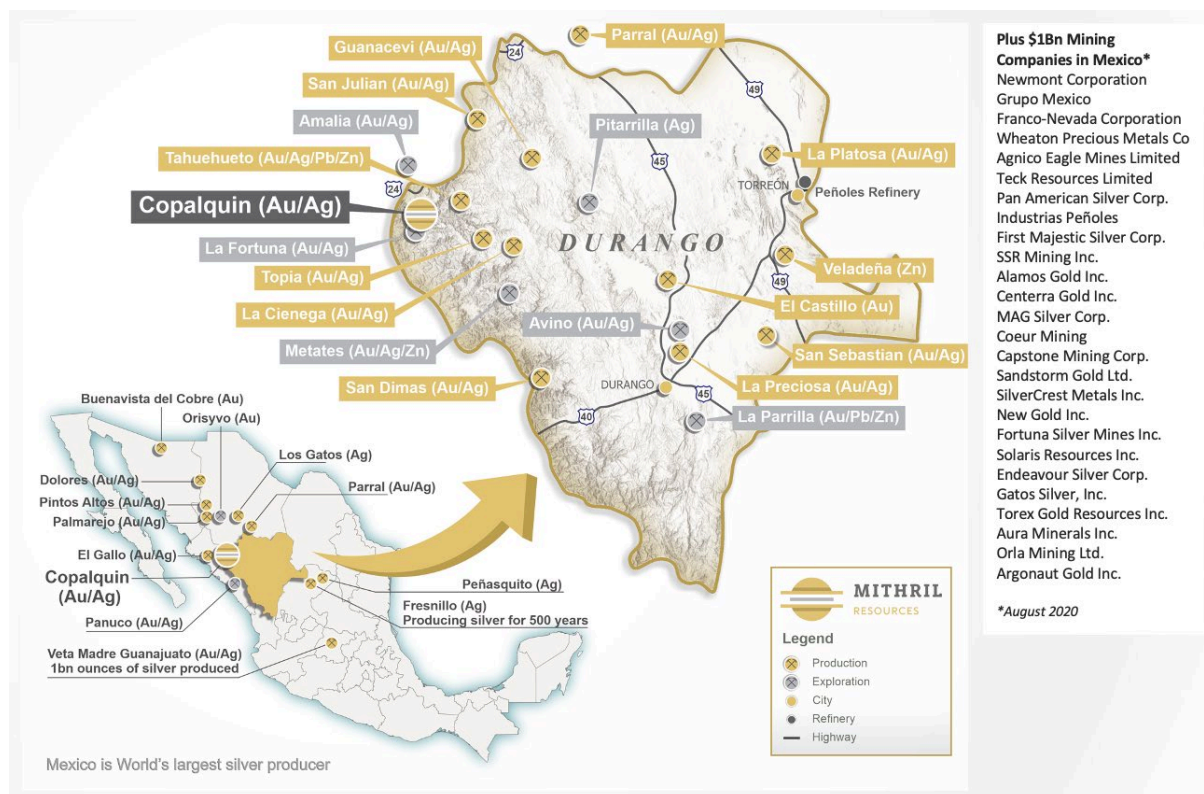 Parral (Au/Ag)
Guanacevi (Au/Ag)
24
49
San Julian (Au/Ag)
Amalia (Au/Ag)
Pitarrilla (Ag)
Tahuehueto (Au/Ag/Pb/Zn)
45
La Platosa (Au/Ag)
24
TORREÓN
Peñoles Refinery
Copalquin (Au/Ag)
La Fortuna (Au/Ag)
DURANGO
Topia (Au/Ag)
Veladeña (Zn)
49
La Cienega (Au/Ag)
El Castillo (Au)
Avino (Au/Ag)
Metates (Au/Ag/Zn)
San Sebastian (Au/Ag)
San Dimas (Au/Ag)
DURANGO
La Preciosa (Au/Ag)
45
40
La Parrilla (Au/Pb/Zn)
Buenavista del Cobre (Au)
Orisyvo (Au)
Los Gatos (Ag)
Dolores (Au/Ag)
Parral (Au/Ag)
Pintos Altos (Au/Ag)
Palmarejo (Au/Ag)
El Gallo (Au/Ag)
Copalquin
(Au/Ag)
Peñasquito (Ag)
Fresnillo (Ag)
Producing silver for 500 years
Panuco (Au/Ag)
Veta Madre Guanajuato (Au/Ag)
1bn ounces of silver produced
Mexico is World's largest silver producer
MITHRIL
RESOURCES
Legend
Production
Exploration
City
Refinery
Highway
Plus $1Bn Mining
Companies in Mexico*
Newmont Corporation
Grupo Mexico
Franco-Nevada Corporation
Wheaton Precious Metals Co
Agnico Eagle Mines Limited
Teck Resources Limited
Pan American Silver Corp.
Industrias Peñoles
First Majestic Silver Corp.
SSR Mining Inc.
Alamos Gold Inc.
Centerra Gold Inc.
MAG Silver Corp.
Coeur Mining
Capstone Mining Corp.
Sandstorm Gold Ltd.
SilverCrest Metals Inc.
New Gold Inc.
Fortuna Silver Mines Inc.
Solaris Resources Inc.
Endeavour Silver Corp.
Gatos Silver, Inc.
Torex Gold Resources Inc.
Aura Minerals Inc.
Orla Mining Ltd.
Argonaut Gold Inc.
*August 2020